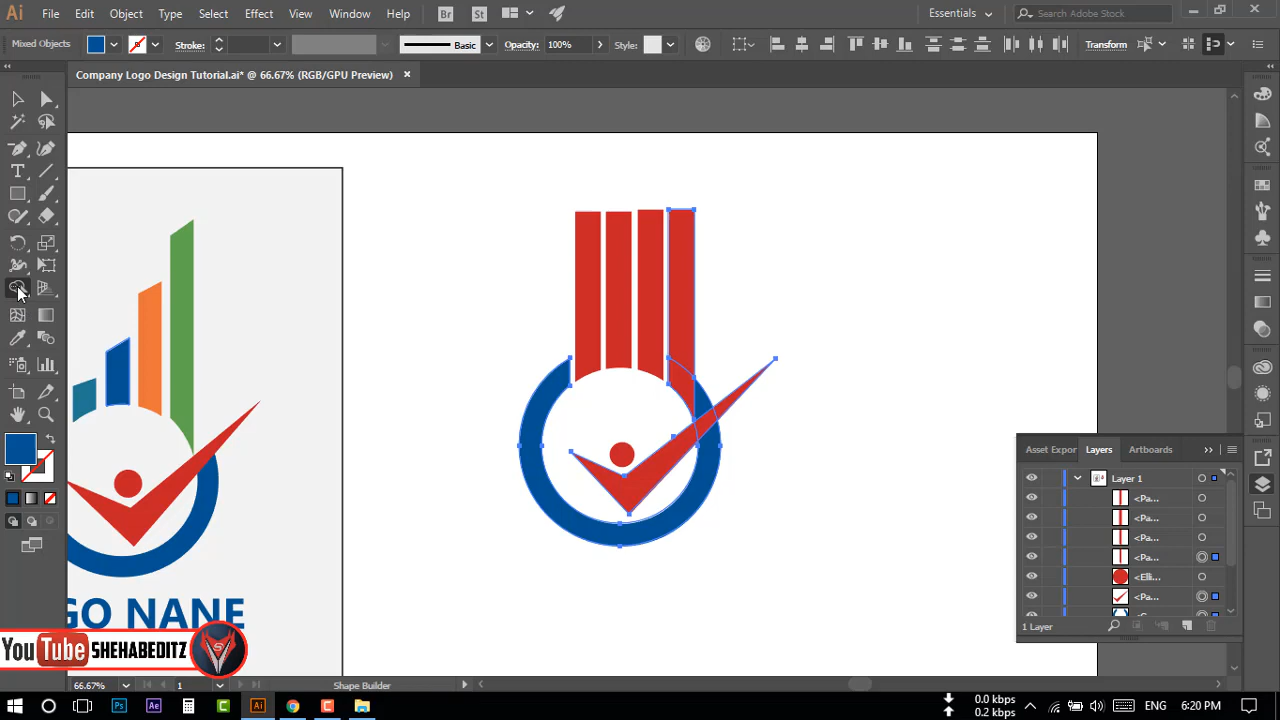 Ai File Edit Object Type Select Effect View Window Help Br St Essentials Search Adobe Stock
Mixed Objects Stroke: Basic Opacity: 100% Style: Transform
Company Logo Design Tutorial.ai* @ 66.67% (RGB/GPU Preview)
Asset Expor Layers Artboards
Layer 1
<Pa...
<Pa...
<Pa...
<Pa...
<Elli...
<Pa...
1 Layer
GO NANE
YouTube SHEHABEDITZ
66.67% 1 Shape Builder
Ps Ae Ai 0.0 kbps
0.2 kbps ENG 6:20 PM